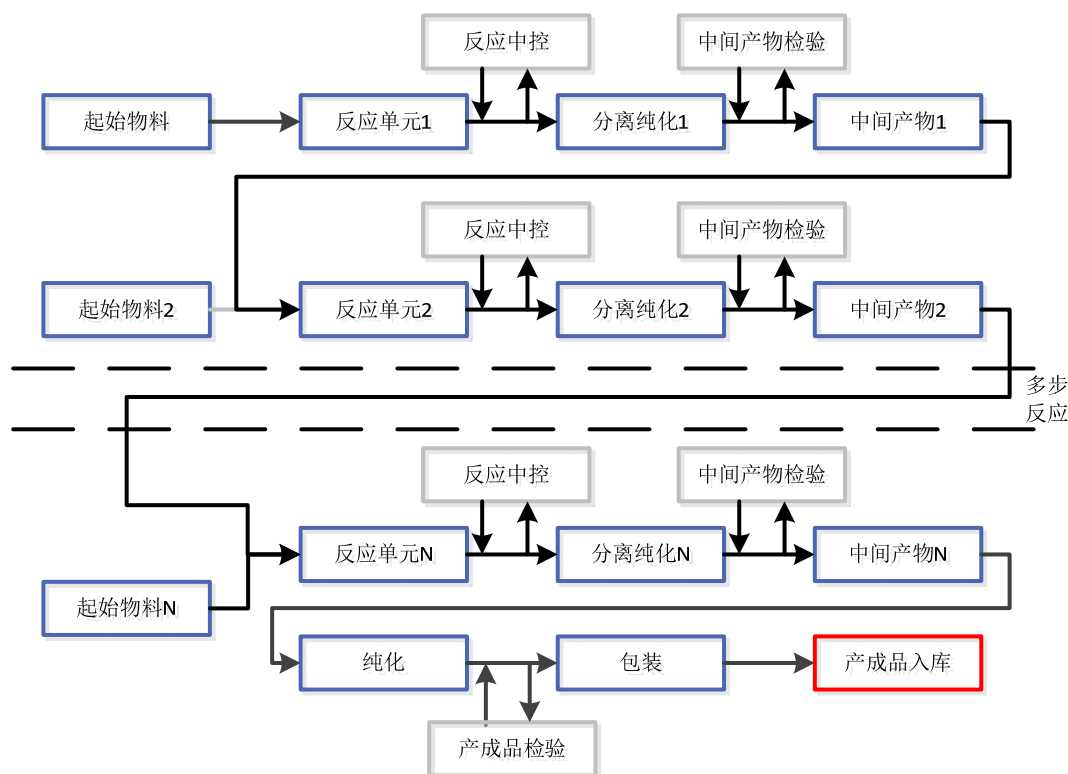 反应中控
中间产物检验
起始物料
反应单元1
分离纯化1
中间产物1
反应中控
中间产物检验
起始物料2
反应单元2
分离纯化2
中间产物2
多步
反应
反应中控
中间产物检验
反应单元N
分离纯化N
中间产物N
起始物料N
纯化
包装
产成品入库
产成品检验